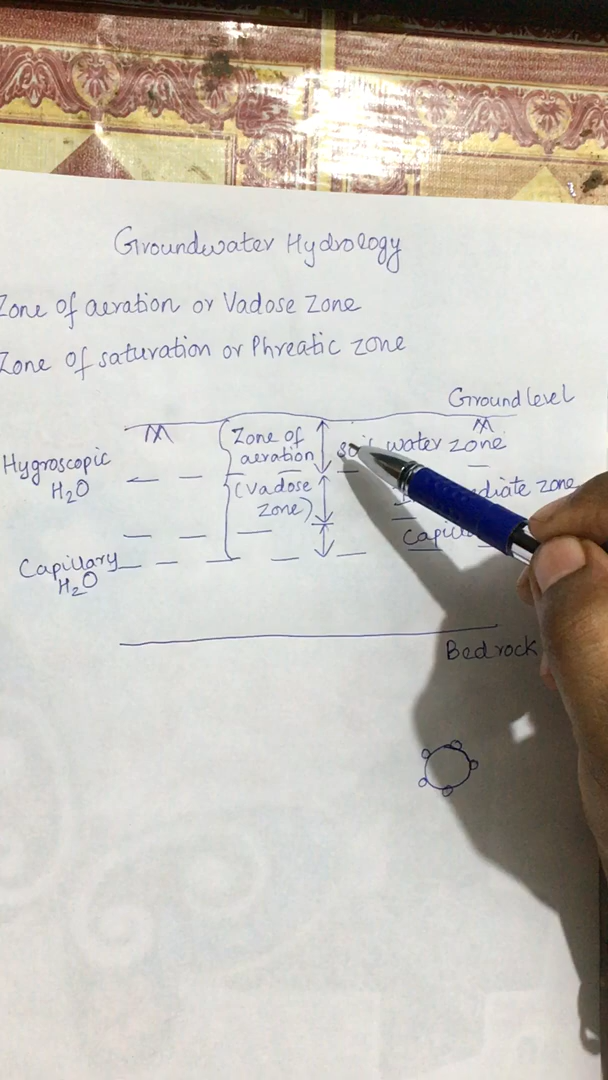 Groundwater Hydrology
Zone of aeration or Vadose Zone
Zone of saturation or Phreatic zone
Ground level
Zone of
aeration
water zone
Hygroscopic
H2O
(Vadose
zone)
zone
Capillary
H2O
Bedrock